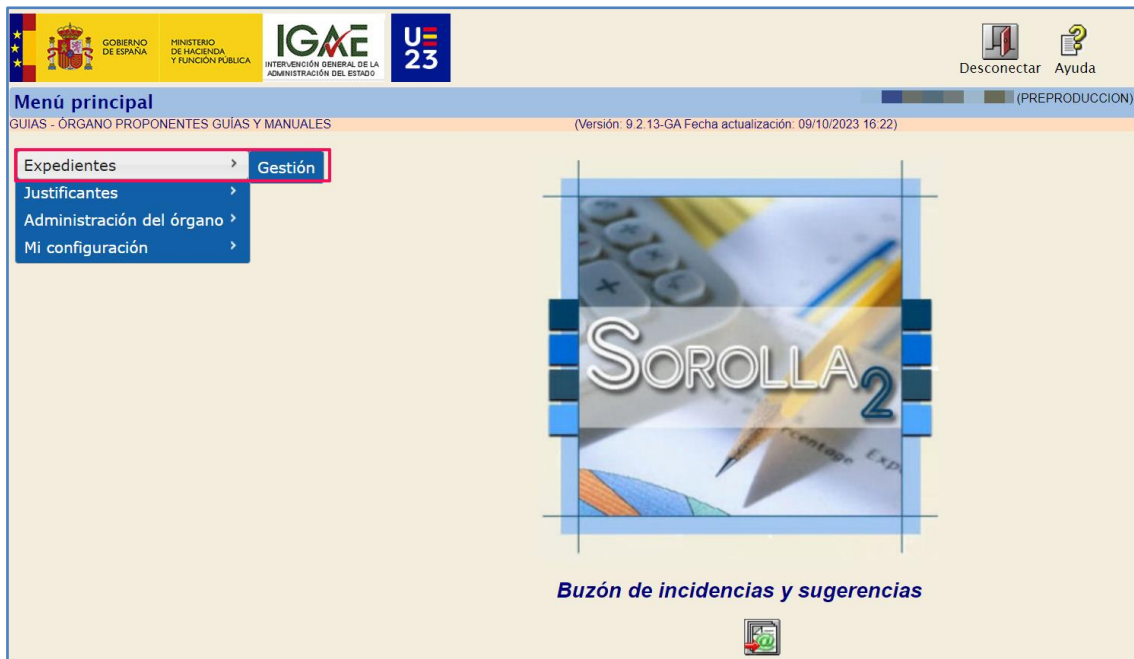 GOBIERNO
DE ESPAÑA
MINISTERIO
DE HACIENDA
Y FUNCIÓN PÚBLICA
IGAE
INTERVENCIÓN GENERAL DE LA
ADMINISTRACIÓN DEL ESTADO
UE
23
Desconectar Ayuda
Menú principal
(PREPRODUCCION)
GUIAS - ÓRGANO PROPONENTES GUÍAS Y MANUALES
(Versión: 9.2.13-GA Fecha actualización: 09/10/2023 16:22)
Expedientes > Gestión
Justificantes >
Administración del órgano >
Mi configuración >
SOROLLA2
Buzón de incidencias y sugerencias